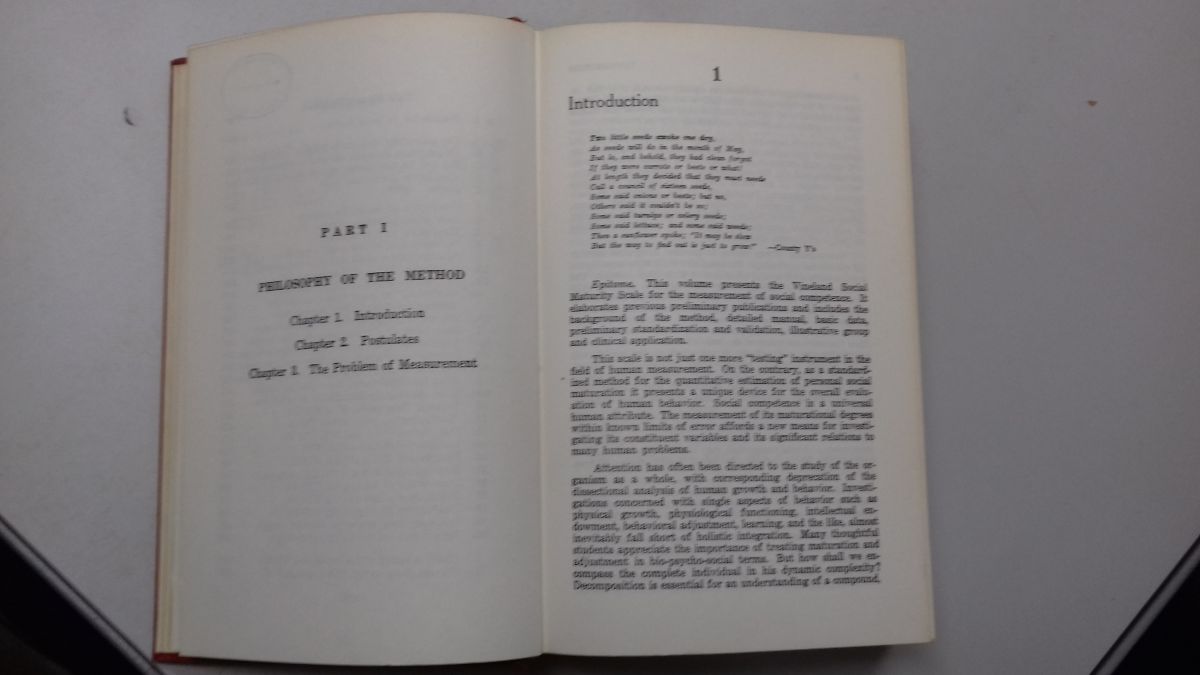 PART I
PHILOSOPHY OF THE METHOD
Chapter 1. Introduction
Chapter 2. Postulates
Chapter 3. The Problem of Measurement
1
Introduction
Two little seeds awoke one day,
As seeds will do in the month of May,
But lo, and behold, they had clean forgot
If they were carrots or beets or what!
At length they decided that they must needs
Call a council of sixteen seeds,
Some said onions or beets; but no,
Others said it couldn't be so;
Some said turnips or celery seeds;
Some said lettuce; and some said weeds;
Then a sunflower spoke; "It may be slow
But the way to find out is just to grow!" —County
Epitome. This volume presents the Vineland Social
Maturity Scale for the measurement of social competence. It
elaborates previous preliminary publications and includes the
background of the method, detailed manual, basic data,
preliminary standardization and validation, illustrative group
and clinical application.
This scale is not just one more "testing" instrument in the
field of human measurement. On the contrary, as a standard-
ized method for the quantitative estimation of personal social
maturation it presents a unique device for the overall evalu-
ation of human behavior. Social competence is a universal
human attribute. The measurement of its maturational degrees
within known limits of error affords a new means for investi-
gating its constituent variables and its significant relations to
many human problems.
Attention has often been directed to the study of the or-
ganism as a whole, with corresponding deprecation of the
dissectional analysis of human growth and behavior. Investi-
gations concerned with single aspects of behavior such as
physical growth, physiological functioning, intellectual en-
dowment, behavioral adjustment, learning, and the like, almost
inevitably fall short of holistic integration. Many thoughtful
students appreciate the importance of treating maturation and
adjustment in bio-psycho-social terms. But how shall we en-
compass the complete individual in his dynamic complexity?
Decomposition is essential for an understanding of a compound,